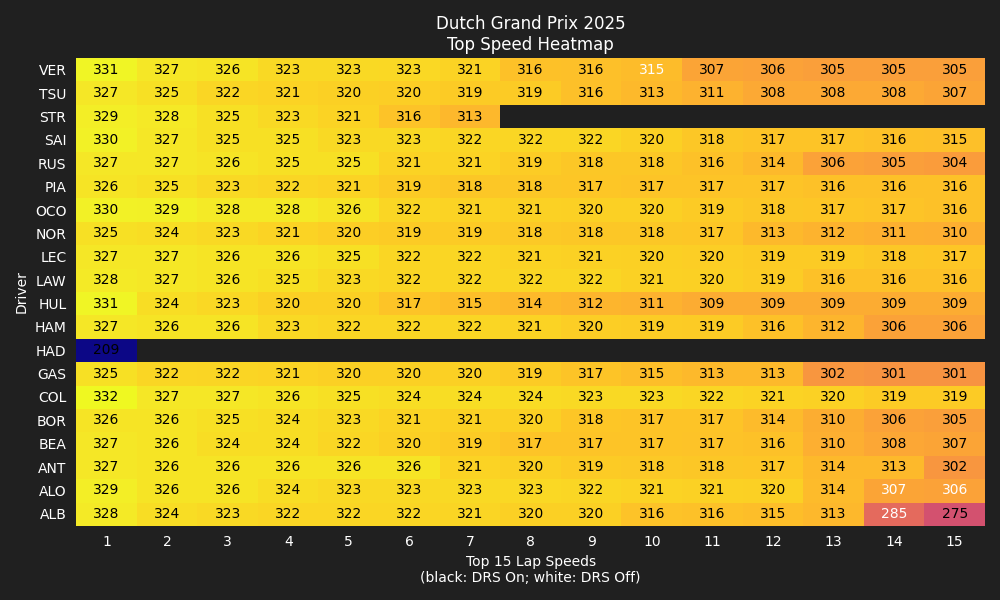 Dutch Grand Prix 2025
Top Speed Heatmap
VER 331 327 326 323 323 323 321 316 316 315 307 306 305 305 305
TSU 327 325 322 321 320 320 319 319 316 313 311 308 308 308 307
STR 329 328 325 323 321 316 313
SAI 330 327 325 325 323 323 322 322 322 320 318 317 317 316 315
RUS 327 327 326 325 325 321 321 319 318 318 316 314 306 305 304
PIA 326 325 323 322 321 319 318 318 317 317 317 317 316 316 316
OCO 330 329 328 328 326 322 321 321 320 320 319 318 317 317 316
NOR 325 324 323 321 320 319 319 318 318 318 317 313 312 311 310
LEC 327 327 326 326 325 322 322 321 321 320 320 319 319 318 317
LAW 328 327 326 325 323 322 322 322 322 321 320 319 316 316 316
HUL 331 324 323 320 320 317 315 314 312 311 309 309 309 309 309
HAM 327 326 326 323 322 322 322 321 320 319 319 316 312 306 306
HAD 209
GAS 325 322 322 321 320 320 320 319 317 315 313 313 302 301 301
COL 332 327 327 326 325 324 324 324 323 323 322 321 320 319 319
BOR 326 326 325 324 323 321 321 320 318 317 317 314 310 306 305
BEA 327 326 324 324 322 320 319 317 317 317 317 316 310 308 307
ANT 327 326 326 326 326 326 321 320 319 318 318 317 314 313 302
ALO 329 326 326 324 323 323 323 323 322 321 321 320 314 307 306
ALB 328 324 323 322 322 322 321 320 320 316 316 315 313 285 275
Driver
1 2 3 4 5 6 7 8 9 10 11 12 13 14 15
Top 15 Lap Speeds
(black: DRS On; white: DRS Off)